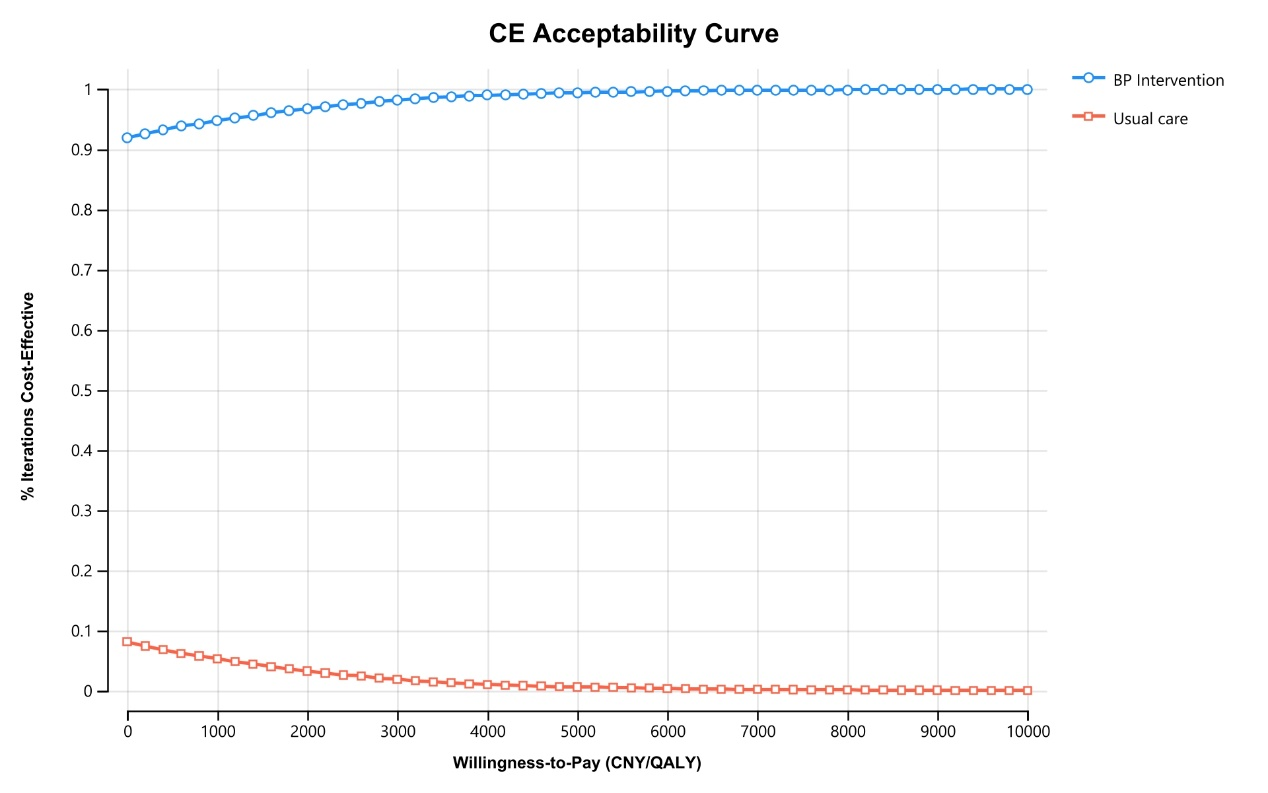 CE Acceptability Curve
BP Intervention
Usual care
% Iterations Cost-Effective
1
0.9
0.8
0.7
0.6
0.5
0.4
0.3
0.2
0.1
0
0 1000 2000 3000 4000 5000 6000 7000 8000 9000 10000
Willingness-to-Pay (CNY/QALY)